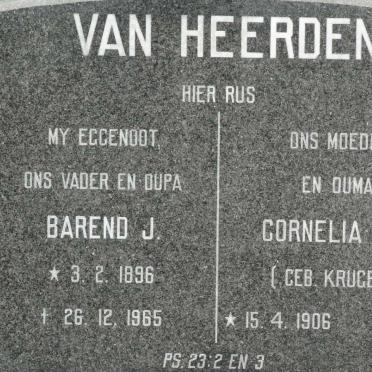 VAN HEERDEN
HIER RUS
MY EGGENOOT,
ONS VADER EN OUPA
BAREND J.
★ 3. 2. 1896
† 26. 12. 1965
ONS MOED
EN OUMA
CORNELIA
(GEB. KRUGE
★ 15. 4. 1906
PS. 23:2 EN 3